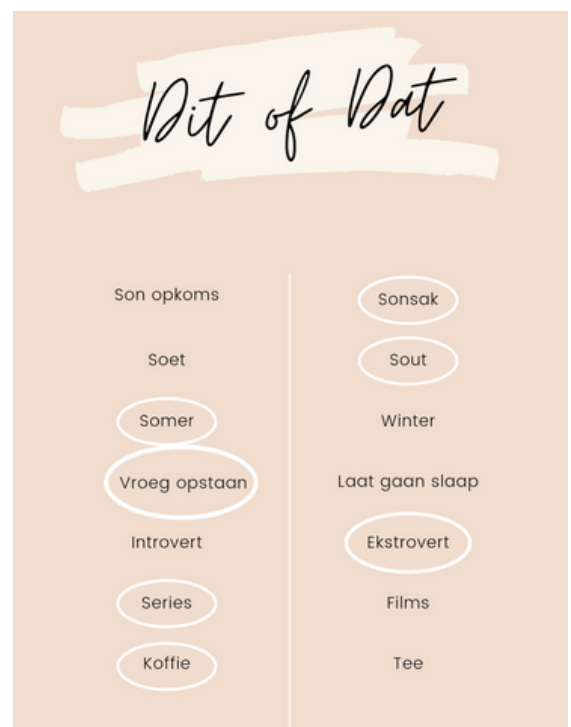 Dit of Dat
Son opkoms
Sonsak
Soet
Sout
Somer
Winter
Vroeg opstaan
Laat gaan slaap
Introvert
Ekstrovert
Series
Films
Koffie
Tee